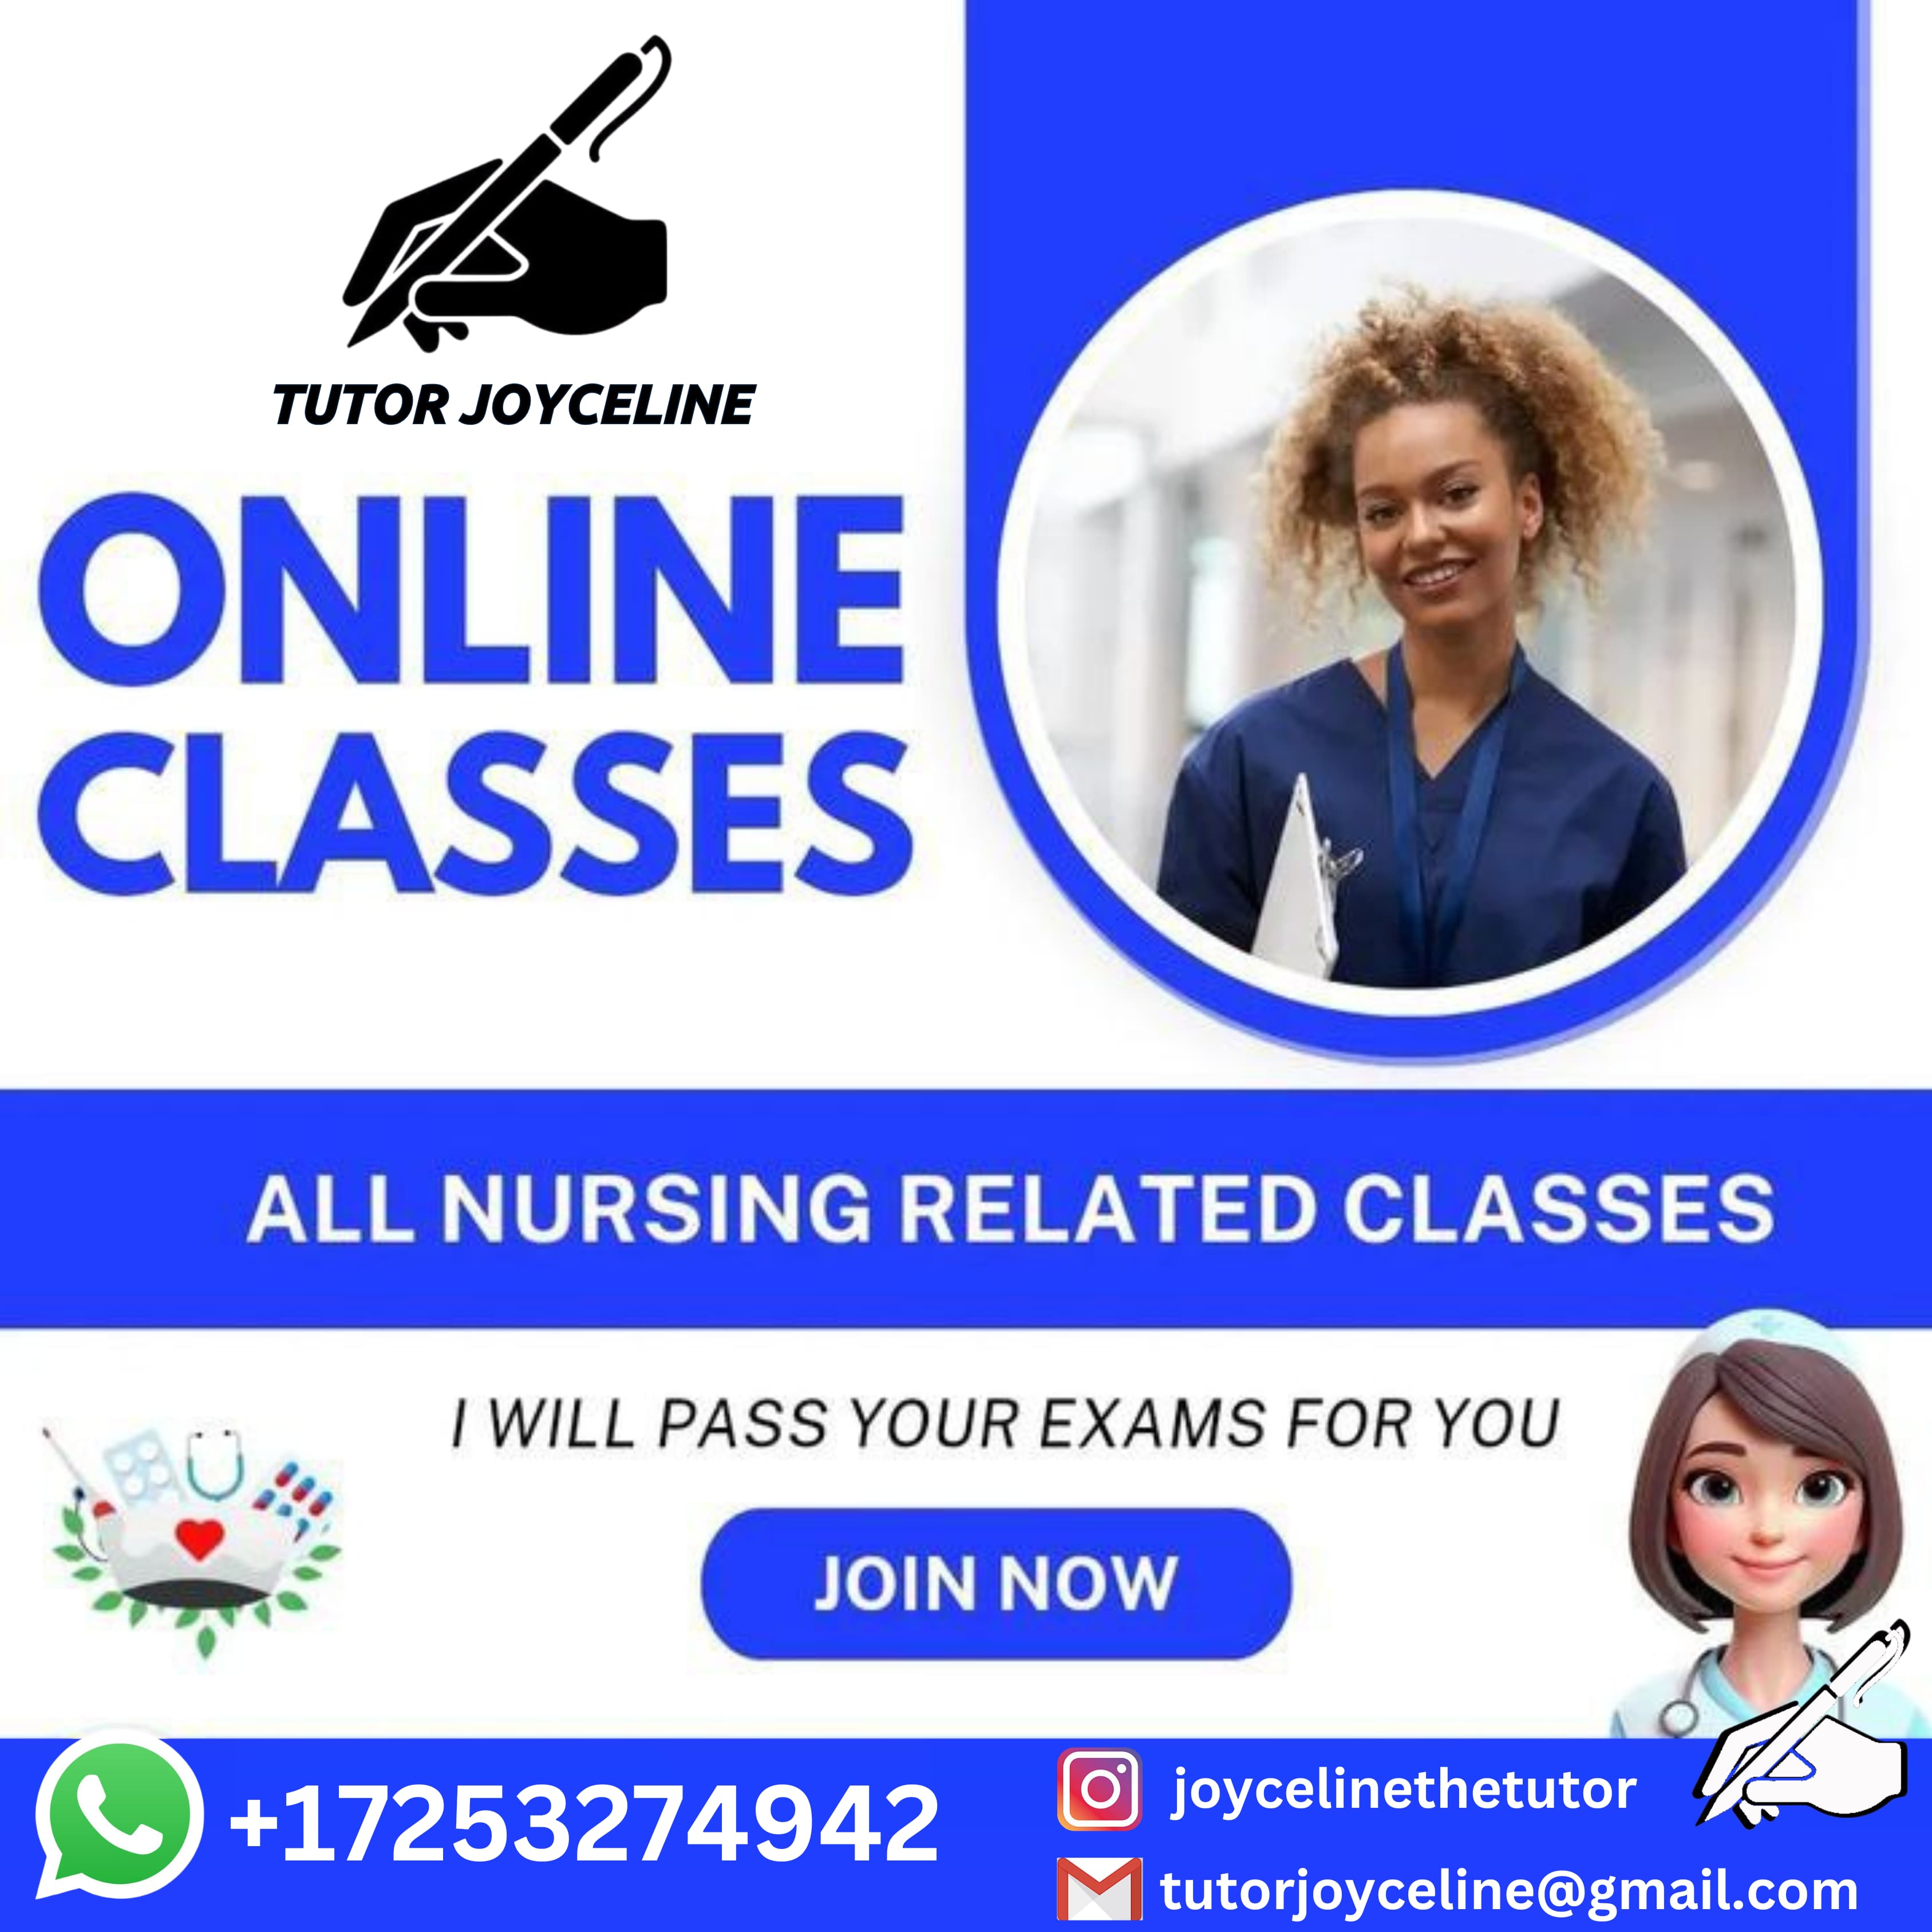 TUTOR JOYCELINE
ONLINE
CLASSES
ALL NURSING RELATED CLASSES
I WILL PASS YOUR EXAMS FOR YOU
JOIN NOW
+17253274942
joycelinethetutor
tutorjoyceline@gmail.com